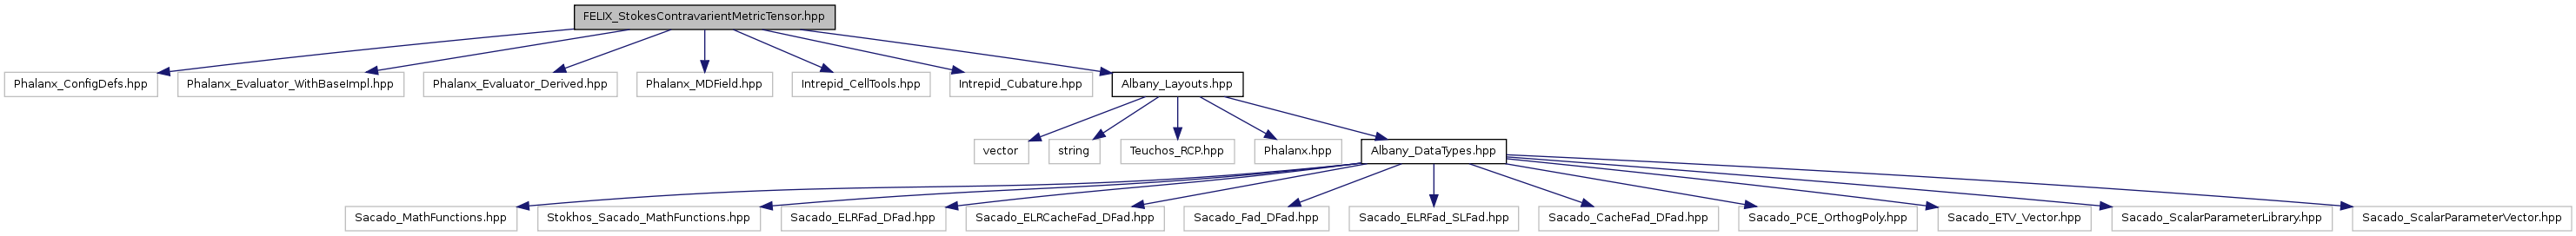 FELIX_StokesContravarientMetricTensor.hpp
Phalanx_ConfigDefs.hpp
Phalanx_Evaluator_WithBaseImpl.hpp
Phalanx_Evaluator_Derived.hpp
Phalanx_MDField.hpp
Intrepid_CellTools.hpp
Intrepid_Cubature.hpp
Albany_Layouts.hpp
vector
string
Teuchos_RCP.hpp
Phalanx.hpp
Albany_DataTypes.hpp
Sacado_MathFunctions.hpp
Stokhos_Sacado_MathFunctions.hpp
Sacado_ELRFad_DFad.hpp
Sacado_ELRCacheFad_DFad.hpp
Sacado_Fad_DFad.hpp
Sacado_ELRFad_SLFad.hpp
Sacado_CacheFad_DFad.hpp
Sacado_PCE_OrthogPoly.hpp
Sacado_ETV_Vector.hpp
Sacado_ScalarParameterLibrary.hpp
Sacado_ScalarParameterVector.hpp